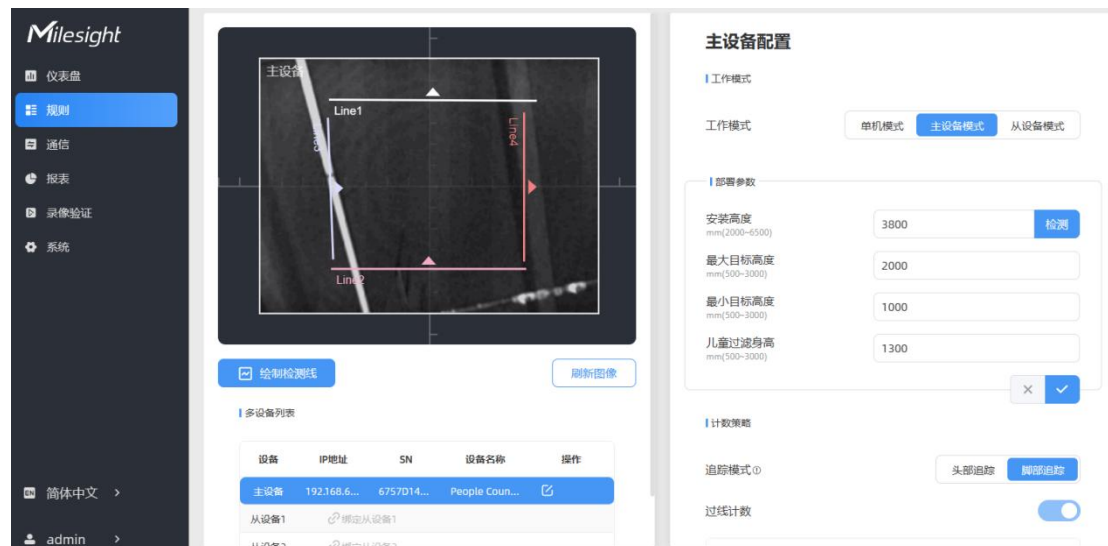 Milesight
仪表盘
规则
通信
报表
录像验证
系统
简体中文
admin
主设备
Line1
Line4
Line2
绘制检测线
刷新图像
多设备列表
设备 IP地址 SN 设备名称 操作
主设备 192.168.6... 6757D14... People Coun...
从设备1 绑定从设备1
主设备配置
工作模式
工作模式 单机模式 主设备模式 从设备模式
部署参数
安装高度 3800 检测
mm(2000~6500)
最大目标高度 2000
mm(500~3000)
最小目标高度 1000
mm(500~3000)
儿童过滤身高 1300
mm(500~3000)
计数策略
追踪模式 头部追踪 脚部追踪
过线计数